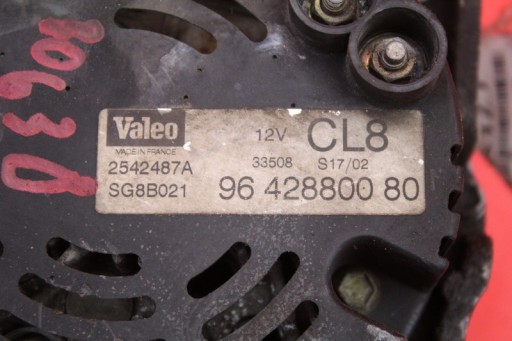 Valeo 12V CL8
MADE IN FRANCE
2542487A 33508 S17/02
SG8B021 96 428800 80